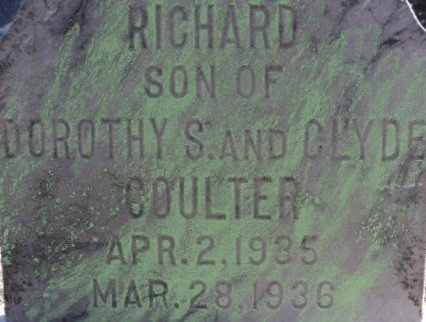 RICHARD
SON OF
DOROTHY S. AND CLYDE
COULTER
APR. 2, 1935
MAR. 28, 1936